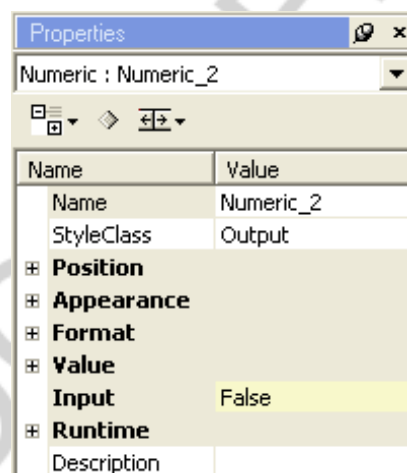 Properties
Numeric : Numeric_2
Name Value
Name Numeric_2
StyleClass Output
Position
Appearance
Format
Value
Input False
Runtime
Description